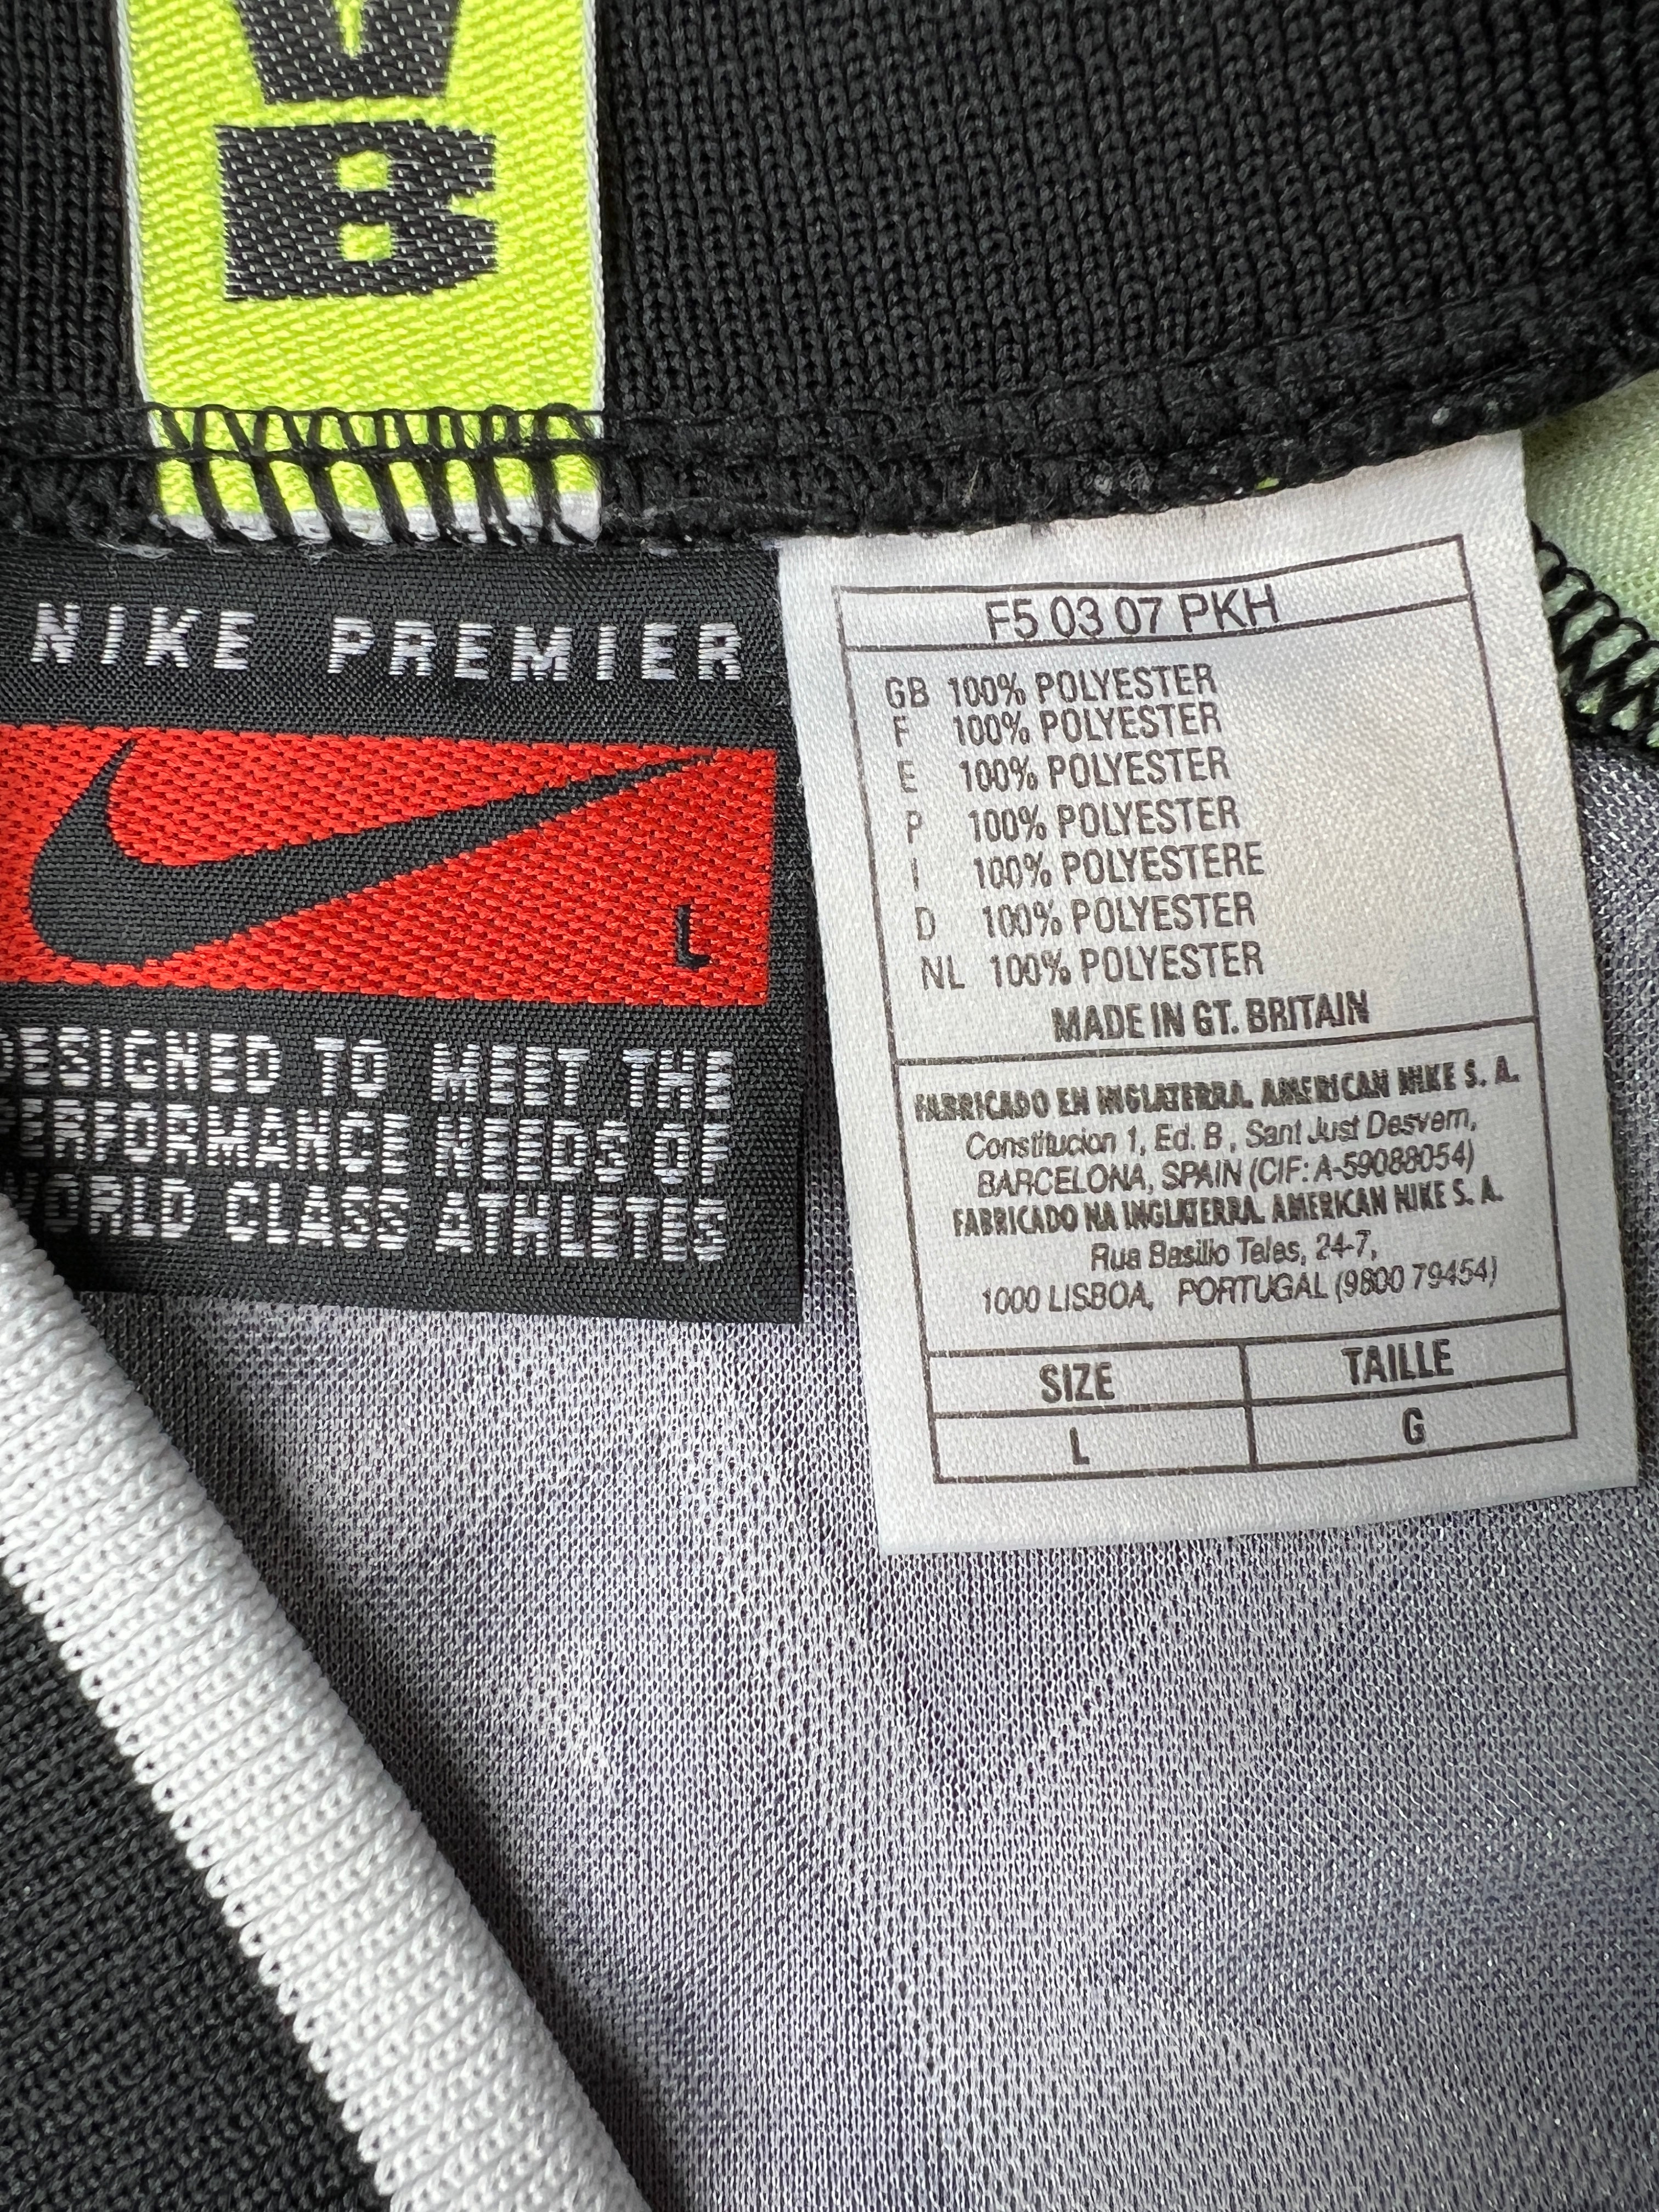 B
NIKE PREMIER
L
DESIGNED TO MEET THE
PERFORMANCE NEEDS OF
WORLD CLASS ATHLETES
F5 03 07 PKH
GB 100% POLYESTER
F 100% POLYESTER
E 100% POLYESTER
P 100% POLYESTER
I 100% POLYESTERE
D 100% POLYESTER
NL 100% POLYESTER
MADE IN GT. BRITAIN
FABRICADO EN INGLATERRA. AMERICAN NIKE S. A.
Constitucion 1, Ed. B, Sant Just Desvern,
BARCELONA, SPAIN (CIF: A-59088054)
FABRICADO NA INGLATERRA. AMERICAN NIKE S. A.
Rua Basilio Teles, 24-7,
1000 LISBOA, PORTUGAL (9800 79454)
SIZE TAILLE
L G